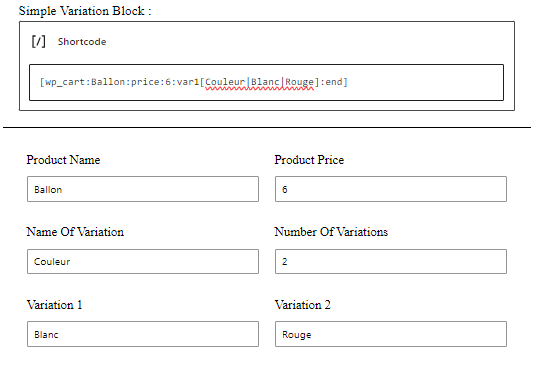 Simple Variation Block :
[/] Shortcode
[wp_cart:Ballon:price:6:var1[Couleur|Blanc|Rouge]:end]
Product Name Product Price
Ballon 6
Name Of Variation Number Of Variations
Couleur 2
Variation 1 Variation 2
Blanc Rouge